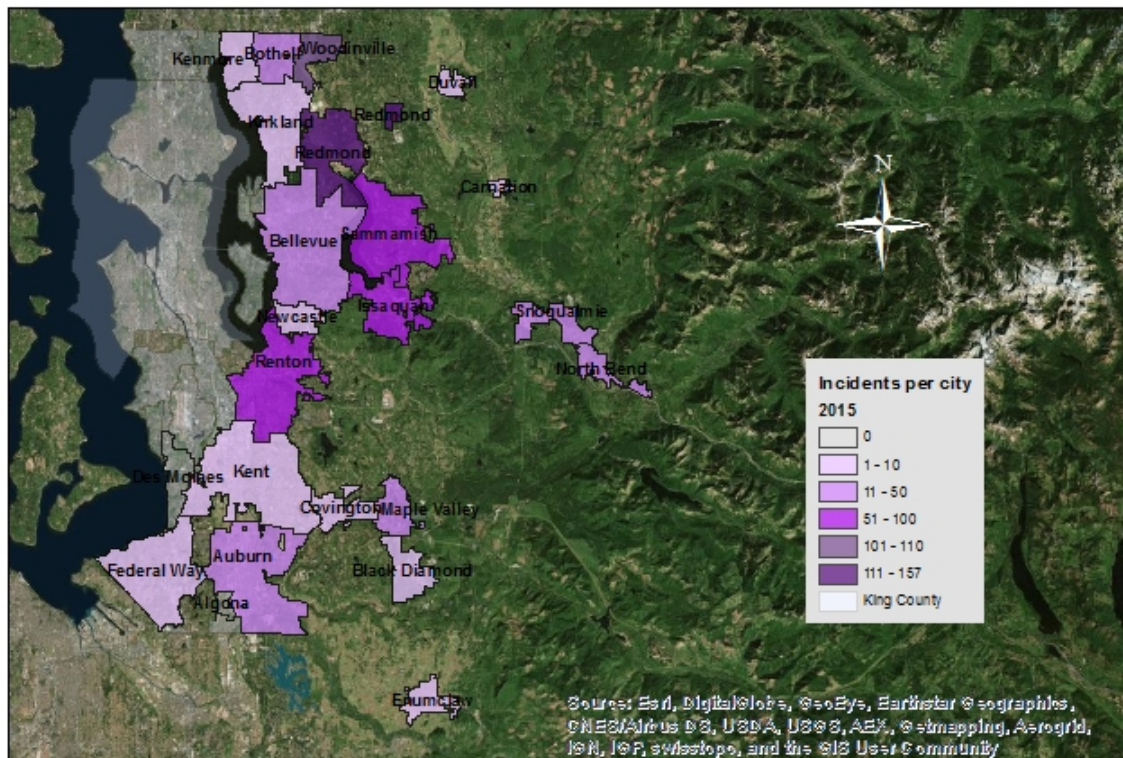 Kenmore
Bothell
Woodinville
Duvall
Kirkland
Redmond
Redmond
Carnation
Bellevue
Sammamish
Newcastle
Issaquah
Snoqualmie
Renton
North Bend
N
Incidents per city
2015
0
1 - 10
11 - 50
51 - 100
101 - 110
111 - 157
King County
Des Moines
Kent
Covington
Maple Valley
Federal Way
Auburn
Black Diamond
Algona
Enumclaw
Source: Esri, DigitalGlobe, GeoEye, Earthstar Geographics,
CNES/Airbus DS, USDA, USGS, AEX, Getmapping, Aerogrid,
IGN, IGP, swisstopo, and the GIS User Community